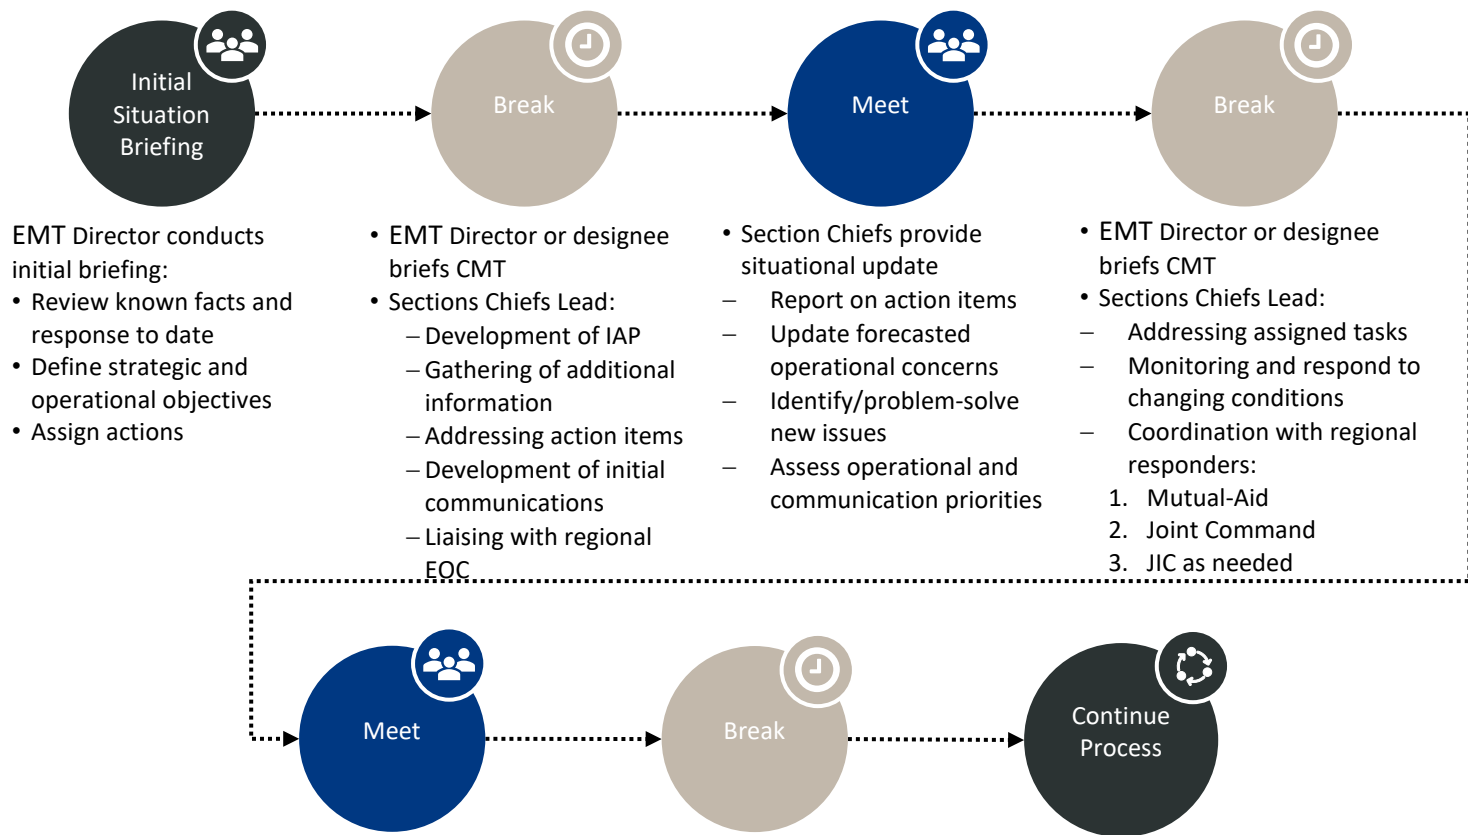 Initial
Situation
Briefing
Break
Meet
Break
EMT Director conducts
initial briefing:
• Review known facts and
response to date
• Define strategic and
operational objectives
• Assign actions
• EMT Director or designee
briefs CMT
• Sections Chiefs Lead:
– Development of IAP
– Gathering of additional
information
– Addressing action items
– Development of initial
communications
– Liaising with regional
EOC
• Section Chiefs provide
situational update
– Report on action items
– Update forecasted
operational concerns
– Identify/problem-solve
new issues
– Assess operational and
communication priorities
• EMT Director or designee
briefs CMT
• Sections Chiefs Lead:
– Addressing assigned tasks
– Monitoring and respond to
changing conditions
– Coordination with regional
responders:
1. Mutual-Aid
2. Joint Command
3. JIC as needed
Meet
Break
Continue
Process